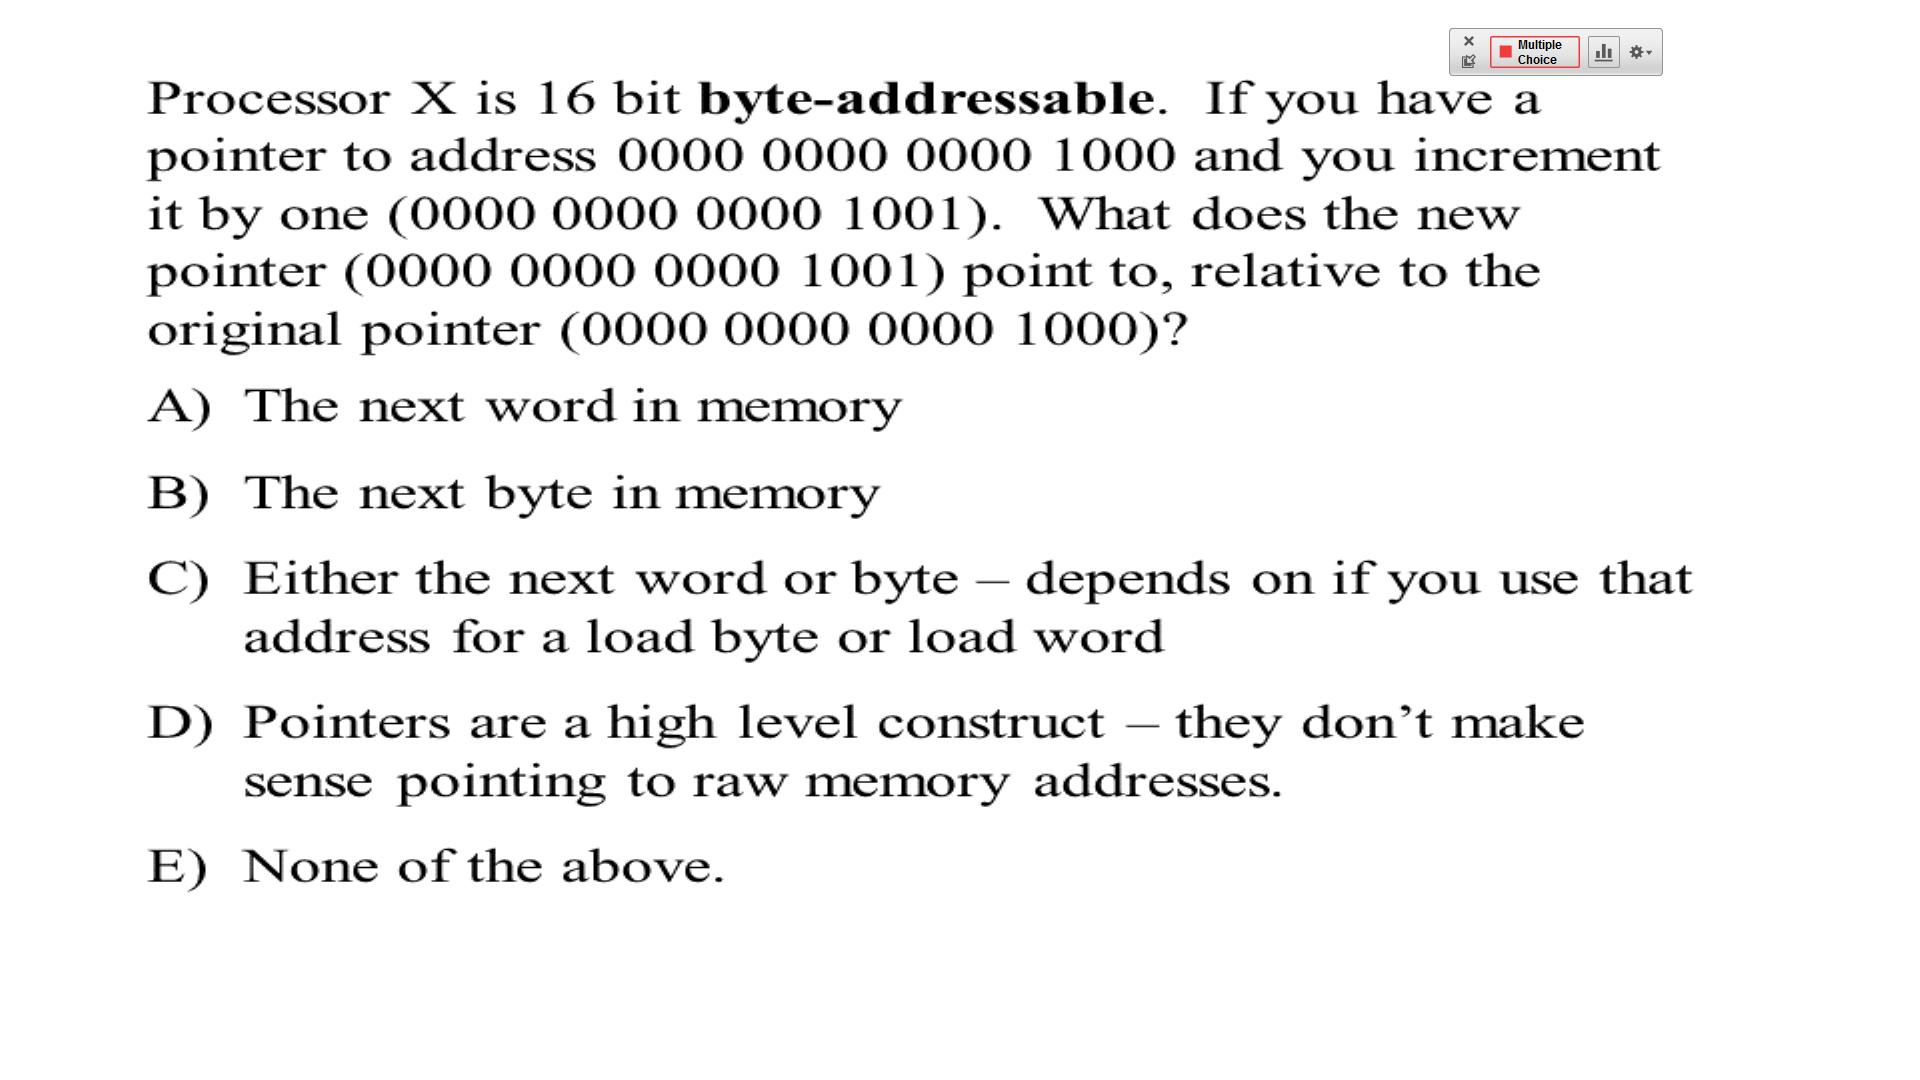 Multiple
Choice
Processor X is 16 bit byte-addressable. If you have a
pointer to address 0000 0000 0000 1000 and you increment
it by one (0000 0000 0000 1001). What does the new
pointer (0000 0000 0000 1001) point to, relative to the
original pointer (0000 0000 0000 1000)?
A) The next word in memory
B) The next byte in memory
C) Either the next word or byte – depends on if you use that
address for a load byte or load word
D) Pointers are a high level construct – they don’t make
sense pointing to raw memory addresses.
E) None of the above.